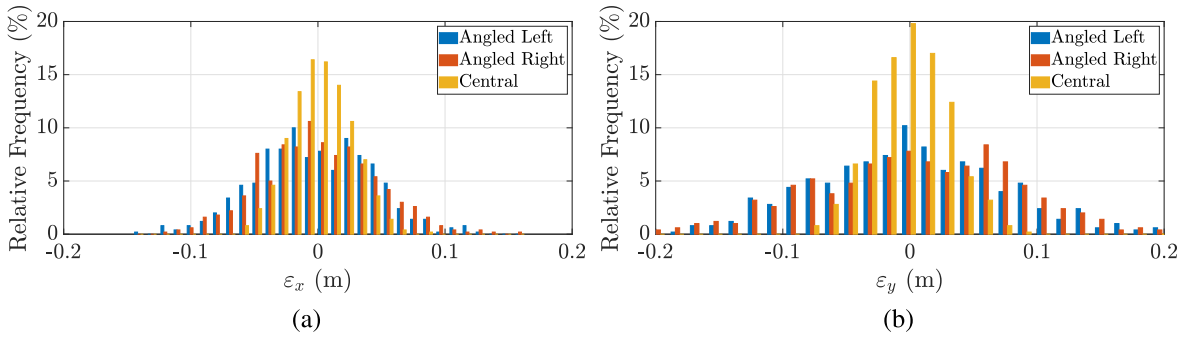 20
15
10
5
0
Relative Frequency (%)
Angled Left
Angled Right
Central
-0.2
-0.1
0
0.1
0.2
εx (m)
(a)
20
15
10
5
0
Relative Frequency (%)
Angled Left
Angled Right
Central
-0.2
-0.1
0
0.1
0.2
εy (m)
(b)